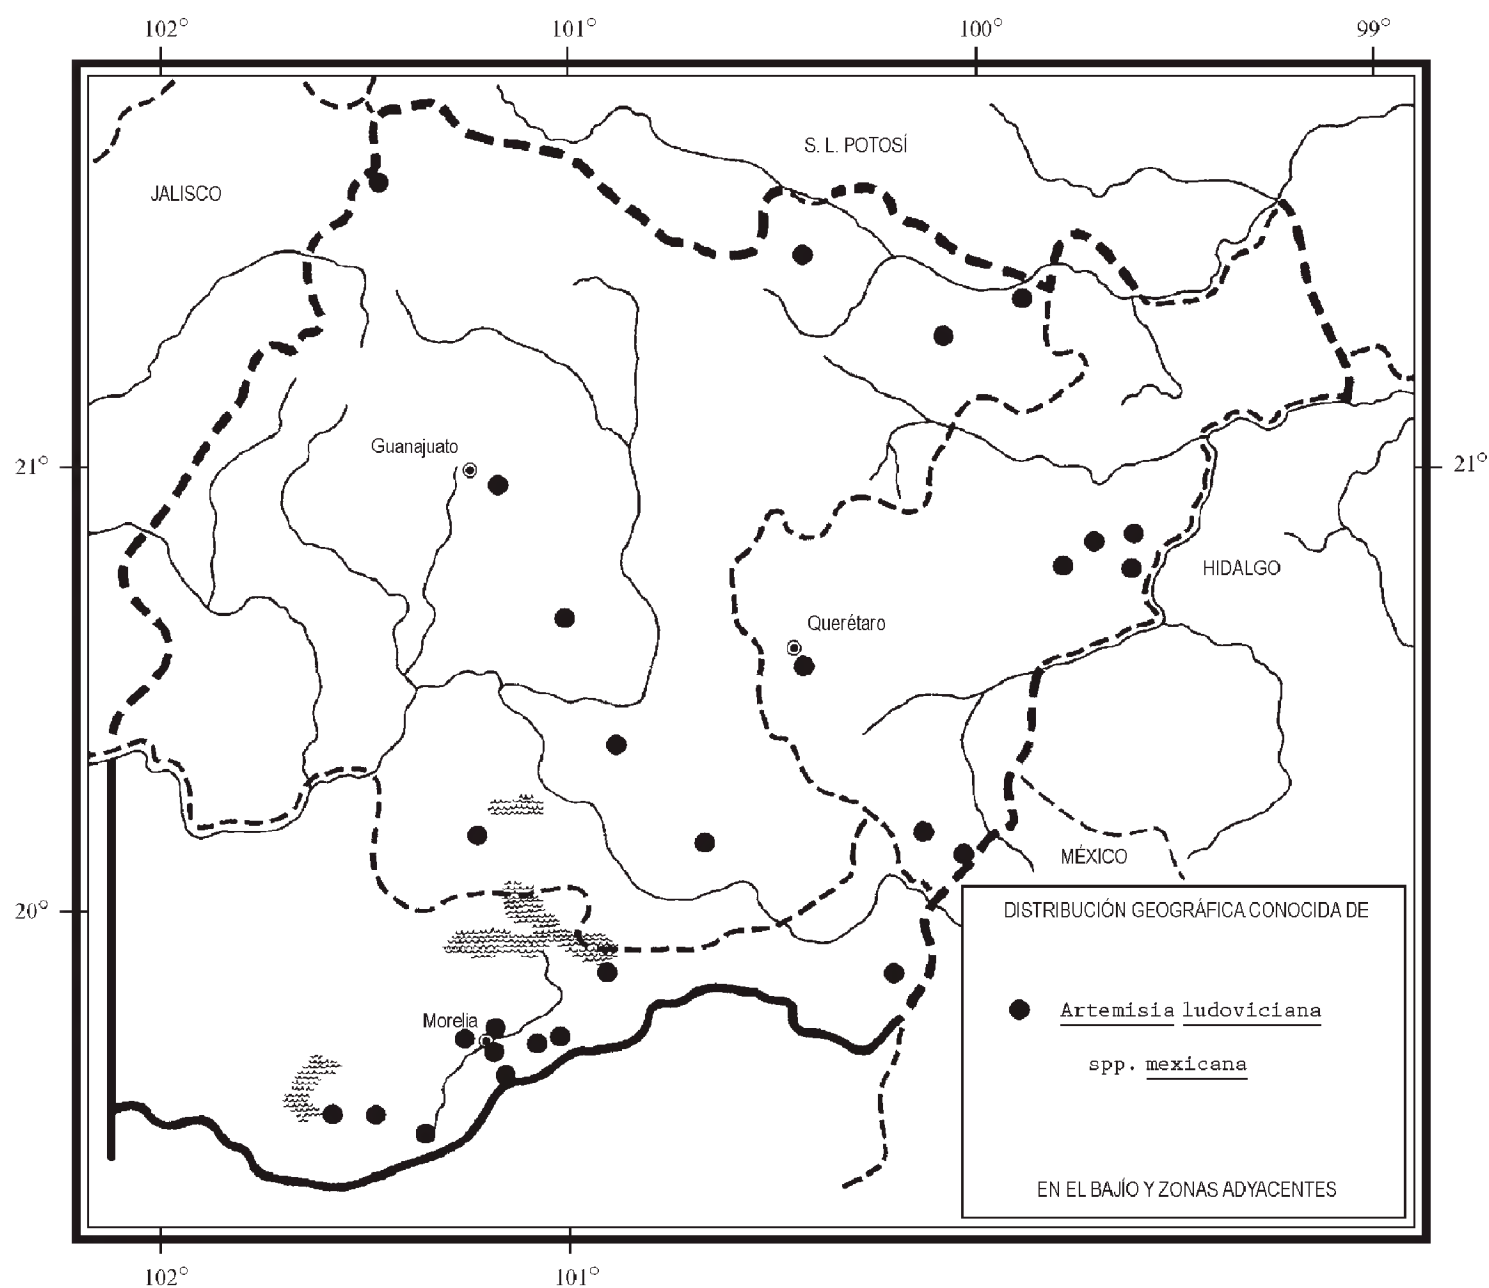 102° 101° 100° 99°
S. L. POTOSÍ
JALISCO
Guanajuato
21° 21°
HIDALGO
Querétaro
MÉXICO
20°
DISTRIBUCIÓN GEOGRÁFICA CONOCIDA DE
Artemisia ludoviciana
spp. mexicana
Morelia
EN EL BAJÍO Y ZONAS ADYACENTES
102° 101°